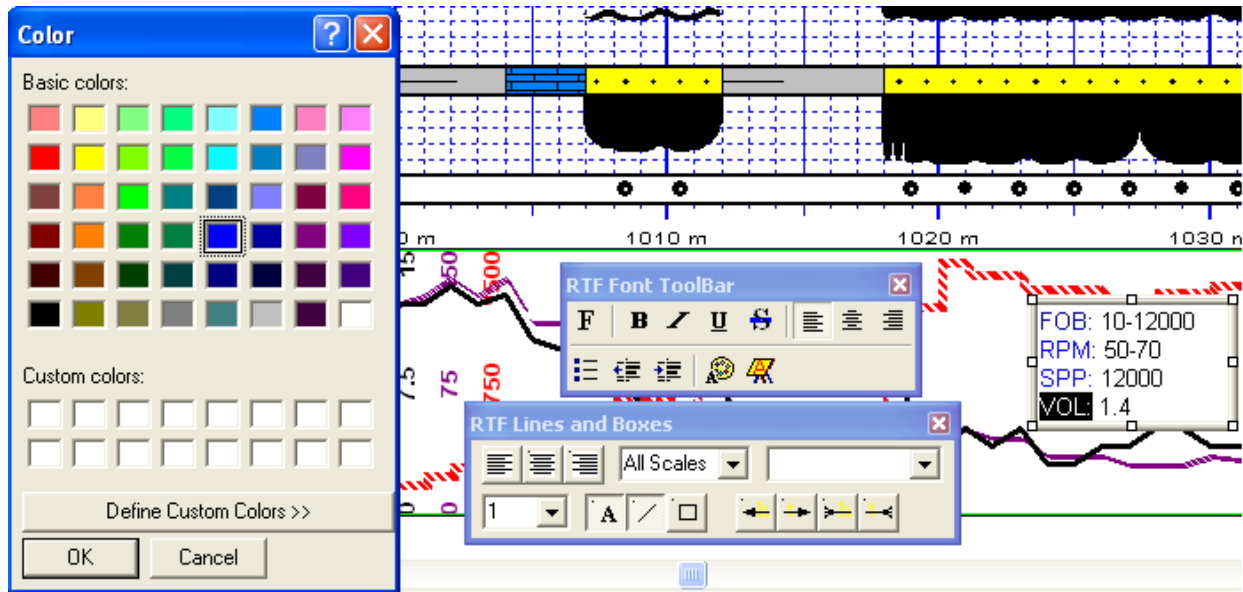 Color
Basic colors:
Custom colors:
Define Custom Colors >>
OK
Cancel
1010 m
1020 m
1030
15
50
500
7.5
75
750
0
0
RTF Font ToolBar
F B I U S
RTF Lines and Boxes
All Scales
1
A
FOB: 10-12000
RPM: 50-70
SPP: 12000
VOL: 1.4